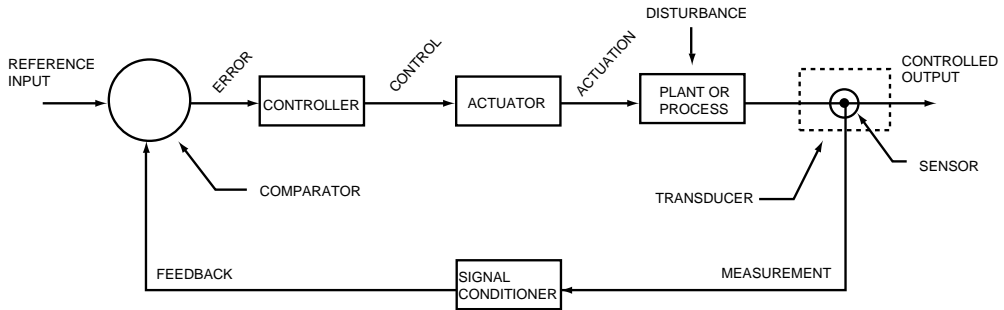 DISTURBANCE
REFERENCE
INPUT
ERROR
CONTROL
ACTUATION
CONTROLLED
OUTPUT
CONTROLLER
ACTUATOR
PLANT OR
PROCESS
SENSOR
COMPARATOR
TRANSDUCER
FEEDBACK
SIGNAL
CONDITIONER
MEASUREMENT